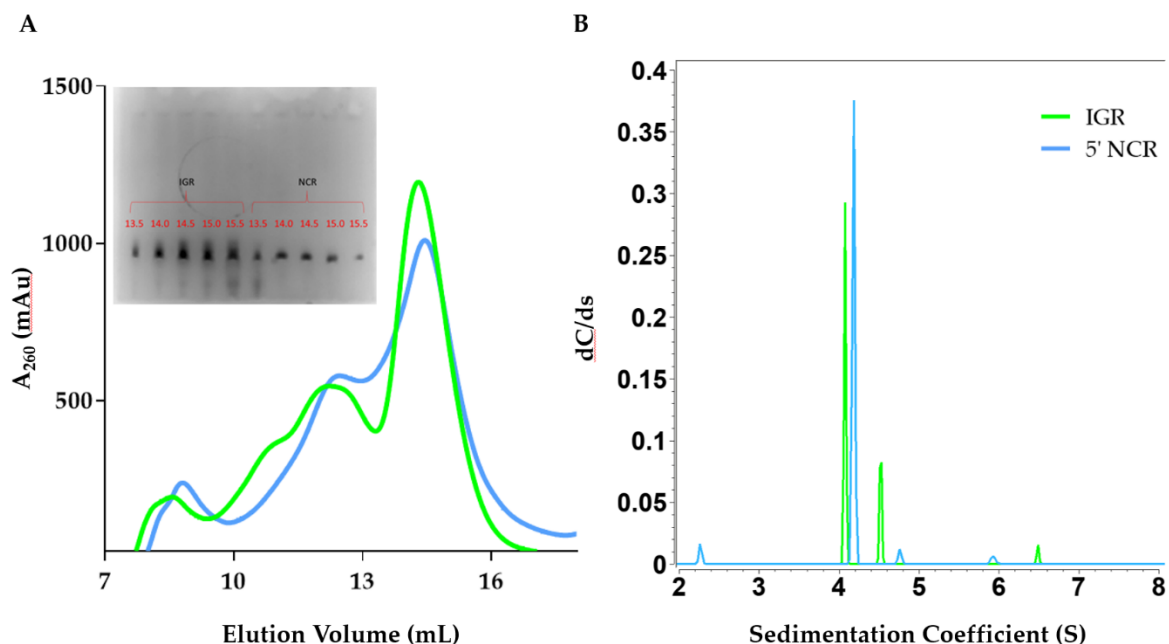 A
B
1500
1000
500
A260 (mAu)
IGR
NCR
13.5 14.0 14.5 15.0 15.5 13.5 14.0 14.5 15.0 15.5
7 10 13 16
Elution Volume (mL)
0.4
0.35
0.3
0.25
0.2
0.15
0.1
0.05
0
dC/ds
IGR
5' NCR
2 3 4 5 6 7 8
Sedimentation Coefficient (S)